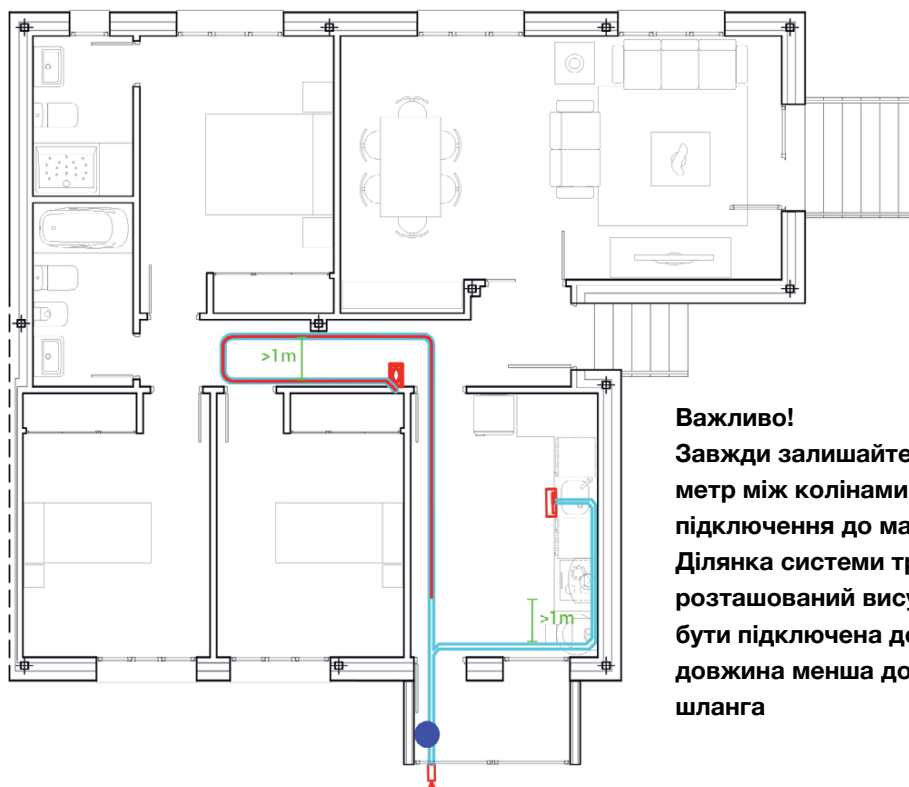 >1m
>1m
Важливо!
Завжди залишайте
метр між колінами
підключення до ма
Ділянка системи тр
розташований вису
бути підключена до
довжина менша до
шланга